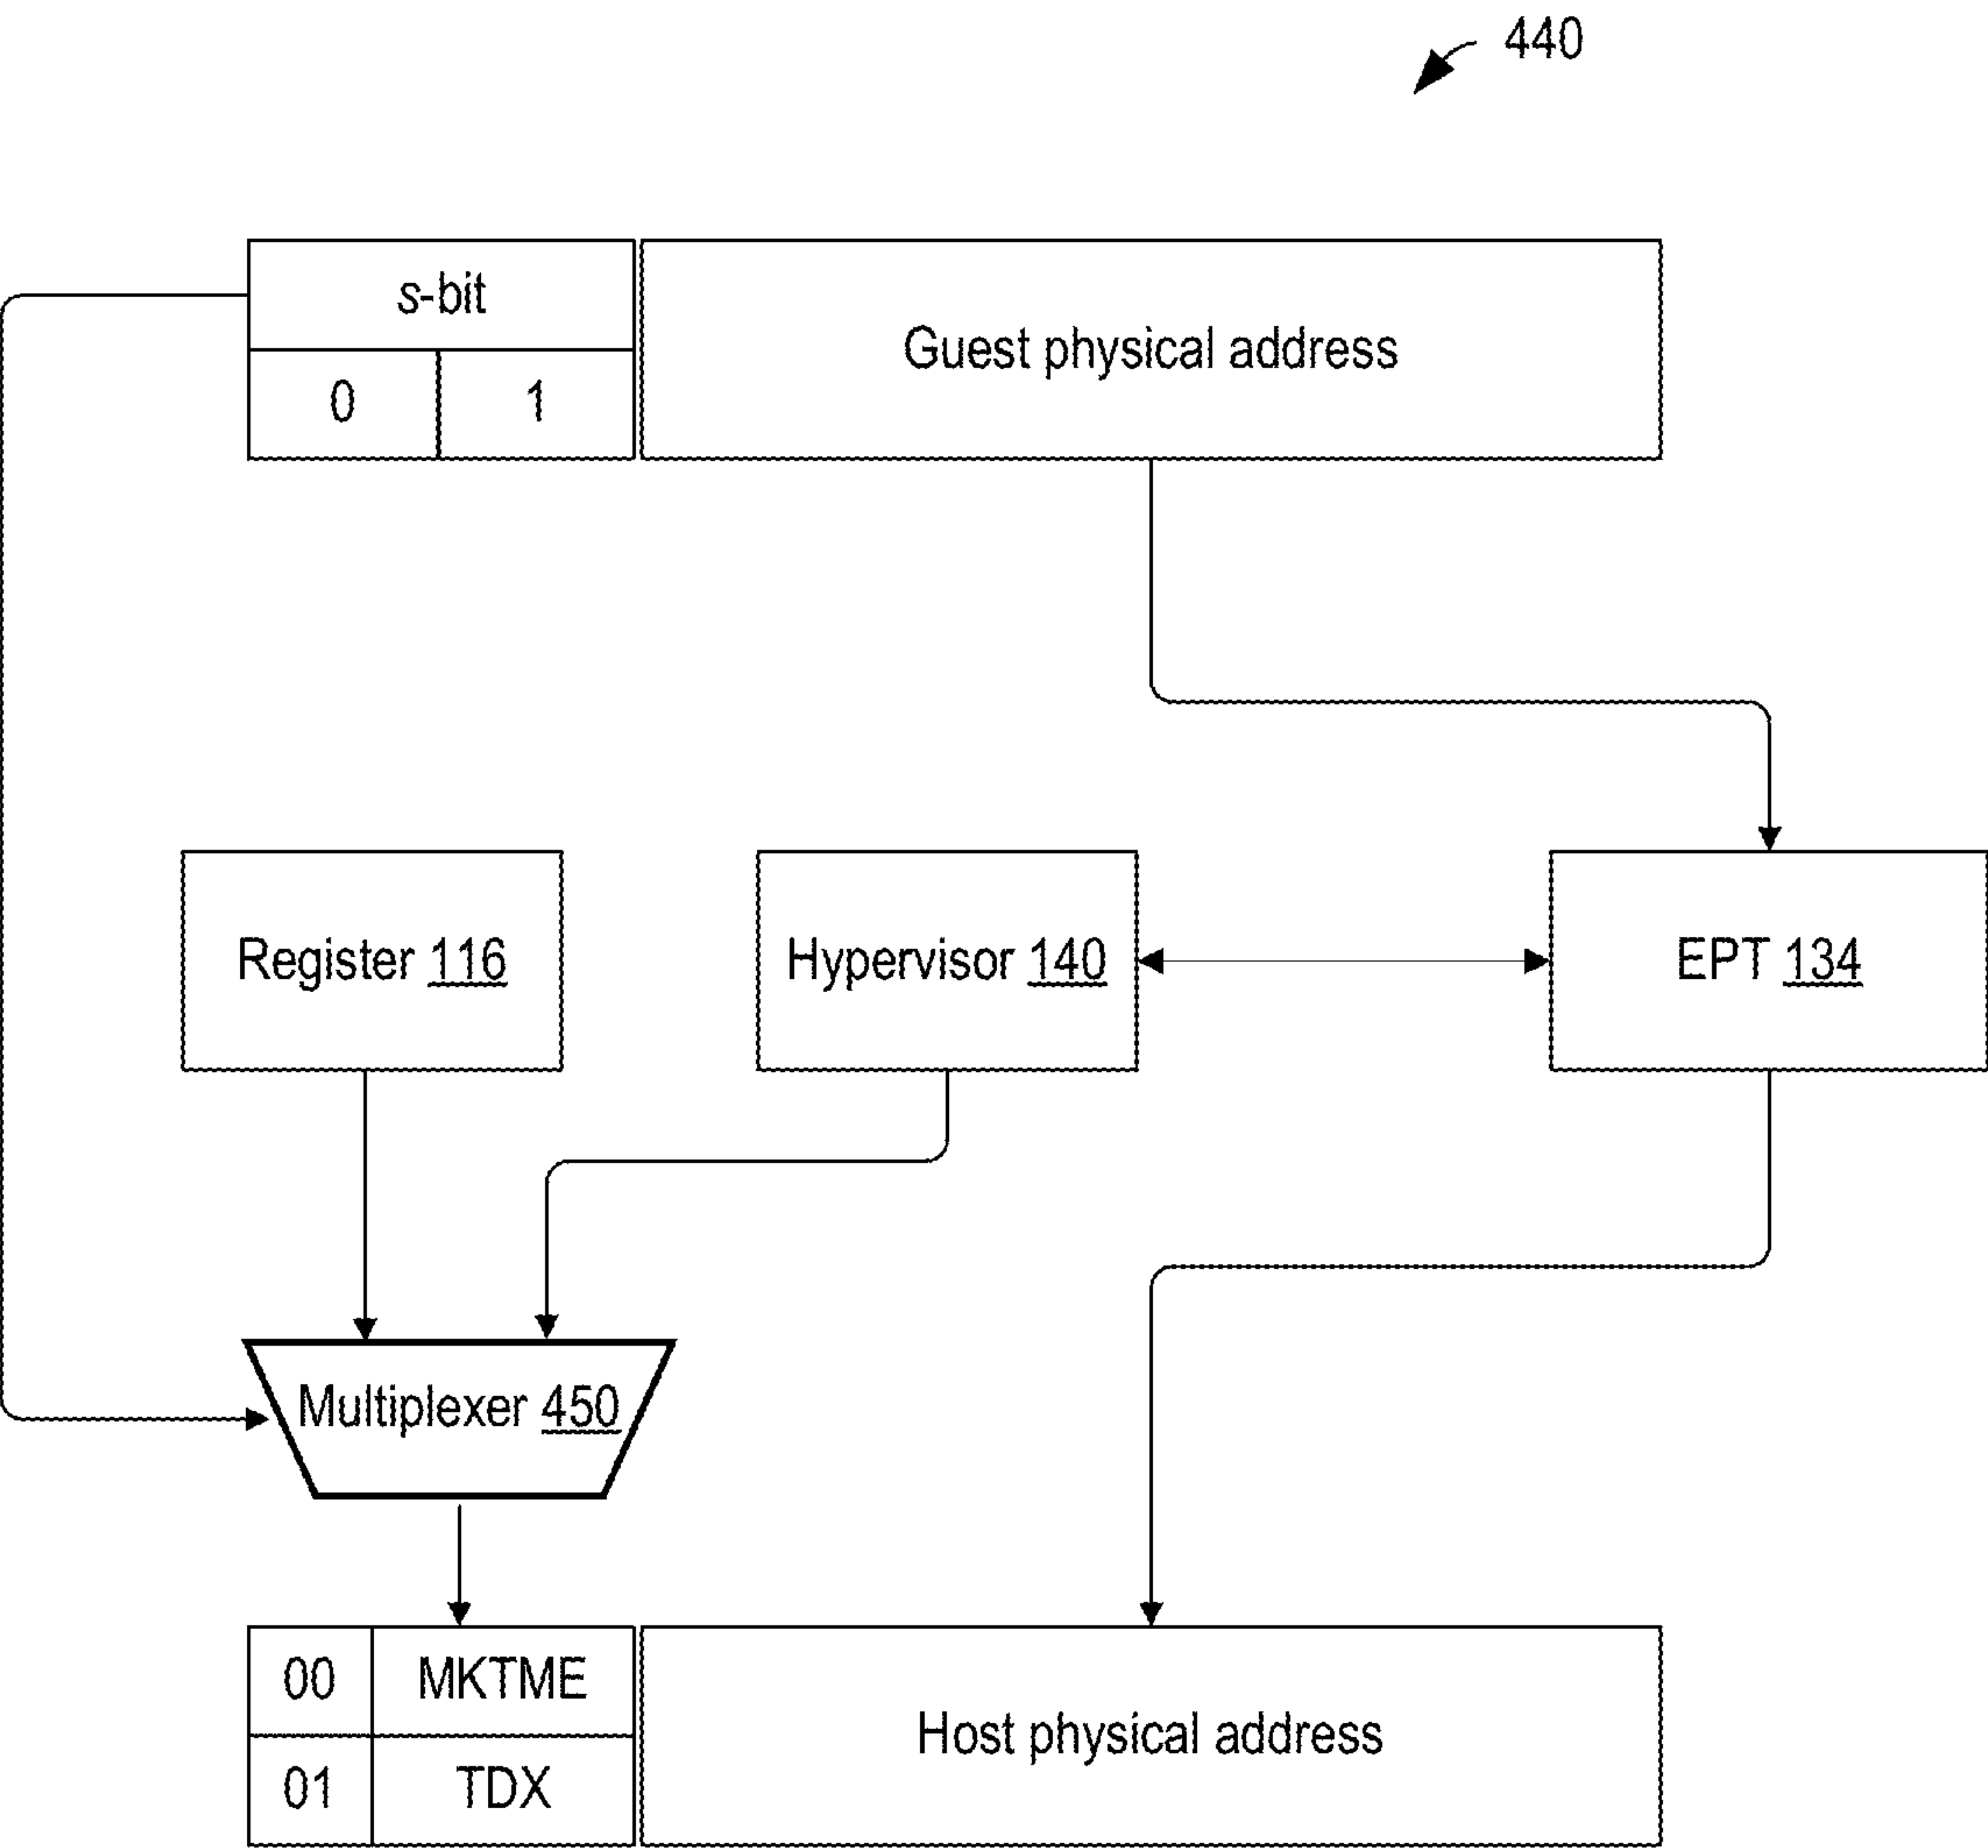 440
s-bit
0 1
Guest physical address
Register 116
Hypervisor 140
EPT 134
Multiplexer 450
00 MKTME
01 TDX
Host physical address